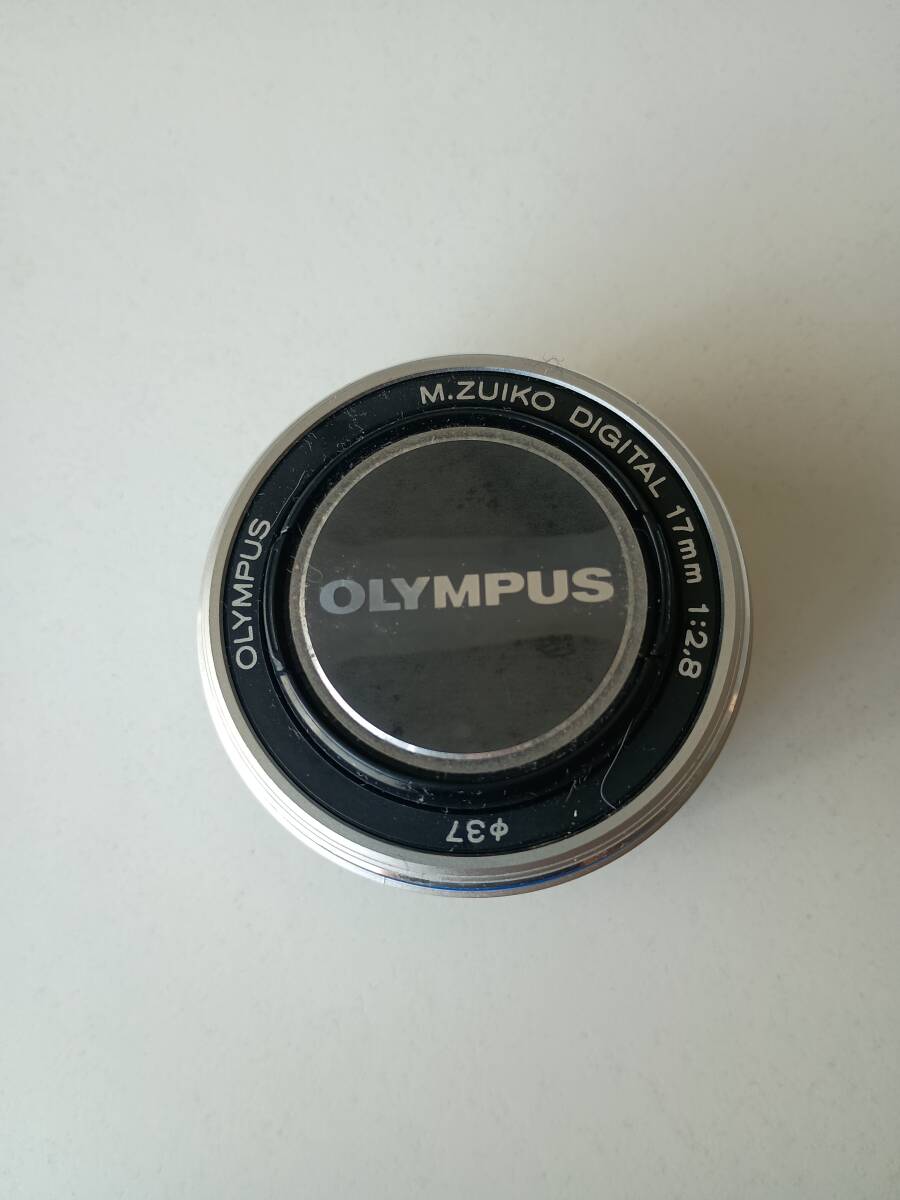 OLYMPUS M.ZUIKO DIGITAL 17mm 1:2.8
OLYMPUS
φ37